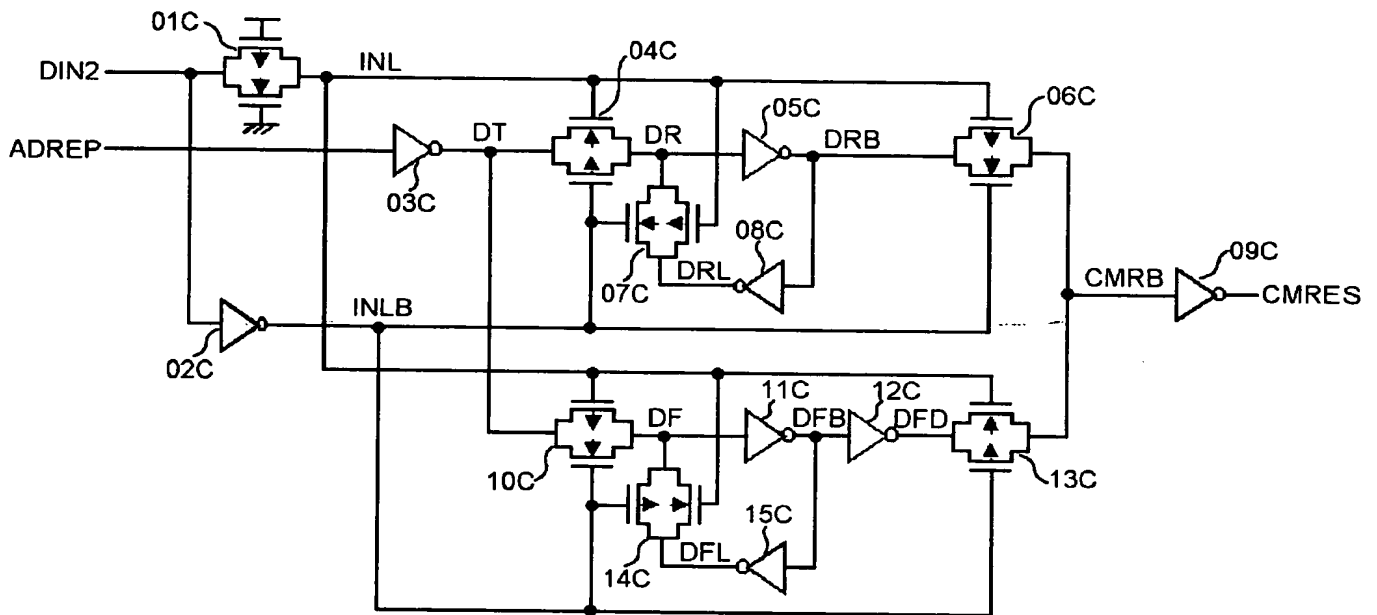 01C
DIN2
INL
04C
05C
06C
ADREP
DT
DR
DRB
03C
08C
DRL
07C
09C
CMRB
CMRES
INLB
02C
11C
12C
DF
DFB
DFD
10C
13C
15C
DFL
14C